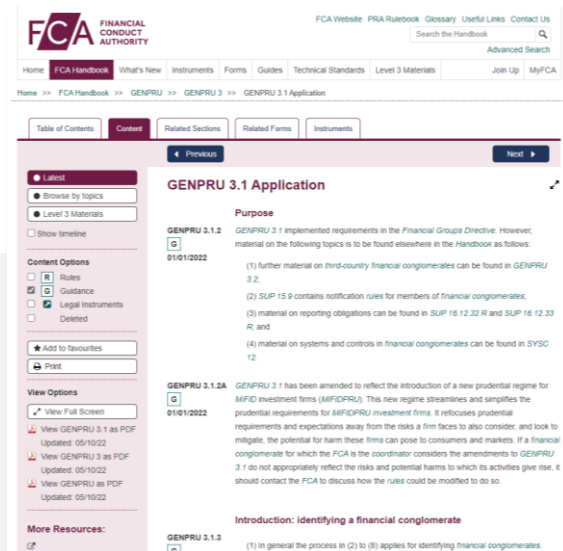 FCA FINANCIAL CONDUCT AUTHORITY
FCA Website PRA Rulebook Glossary Useful Links Contact Us
Search the Handbook
Advanced Search
Home FCA Handbook What's New Instruments Forms Guides Technical Standards Level 3 Materials Join Up MyFCA
Home >> FCA Handbook >> GENPRU >> GENPRU 3 >> GENPRU 3.1 Application
Table of Contents Content Related Sections Related Forms Instruments
Previous Next
Latest
Browse by topics
Level 3 Materials
Show timeline
Content Options
R Rules
G Guidance
Legal Instruments
Deleted
Add to favourites
Print
View Options
View Full Screen
View GENPRU 3.1 as PDF
Updated: 05/10/22
View GENPRU 3 as PDF
Updated: 05/10/22
View GENPRU as PDF
Updated: 05/10/22
More Resources:
GENPRU 3.1 Application
Purpose
GENPRU 3.1.2
G
01/01/2022
GENPRU 3.1 implemented requirements in the Financial Groups Directive. However,
material on the following topics is to be found elsewhere in the Handbook as follows:
(1) further material on third-country financial conglomerates can be found in GENPRU
3.2;
(2) SUP 15.9 contains notification rules for members of financial conglomerates;
(3) material on reporting obligations can be found in SUP 16.12.32 R and SUP 16.12.33
R; and
(4) material on systems and controls in financial conglomerates can be found in SYSC
12.
GENPRU 3.1.2A
G
01/01/2022
GENPRU 3.1 has been amended to reflect the introduction of a new prudential regime for
MiFID investment firms (MIFIDPRU). This new regime streamlines and simplifies the
prudential requirements for MIFIDPRU investment firms. It refocuses prudential
requirements and expectations away from the risks a firm faces to also consider, and look to
mitigate, the potential for harm these firms can pose to consumers and markets. If a financial
conglomerate for which the FCA is the coordinator considers the amendments to GENPRU
3.1 do not appropriately reflect the risks and potential harms to which its activities give rise, it
should contact the FCA to discuss how the rules could be modified to do so.
Introduction: identifying a financial conglomerate
GENPRU 3.1.3
G
(1) In general the process in (2) to (8) applies for identifying financial conglomerates.